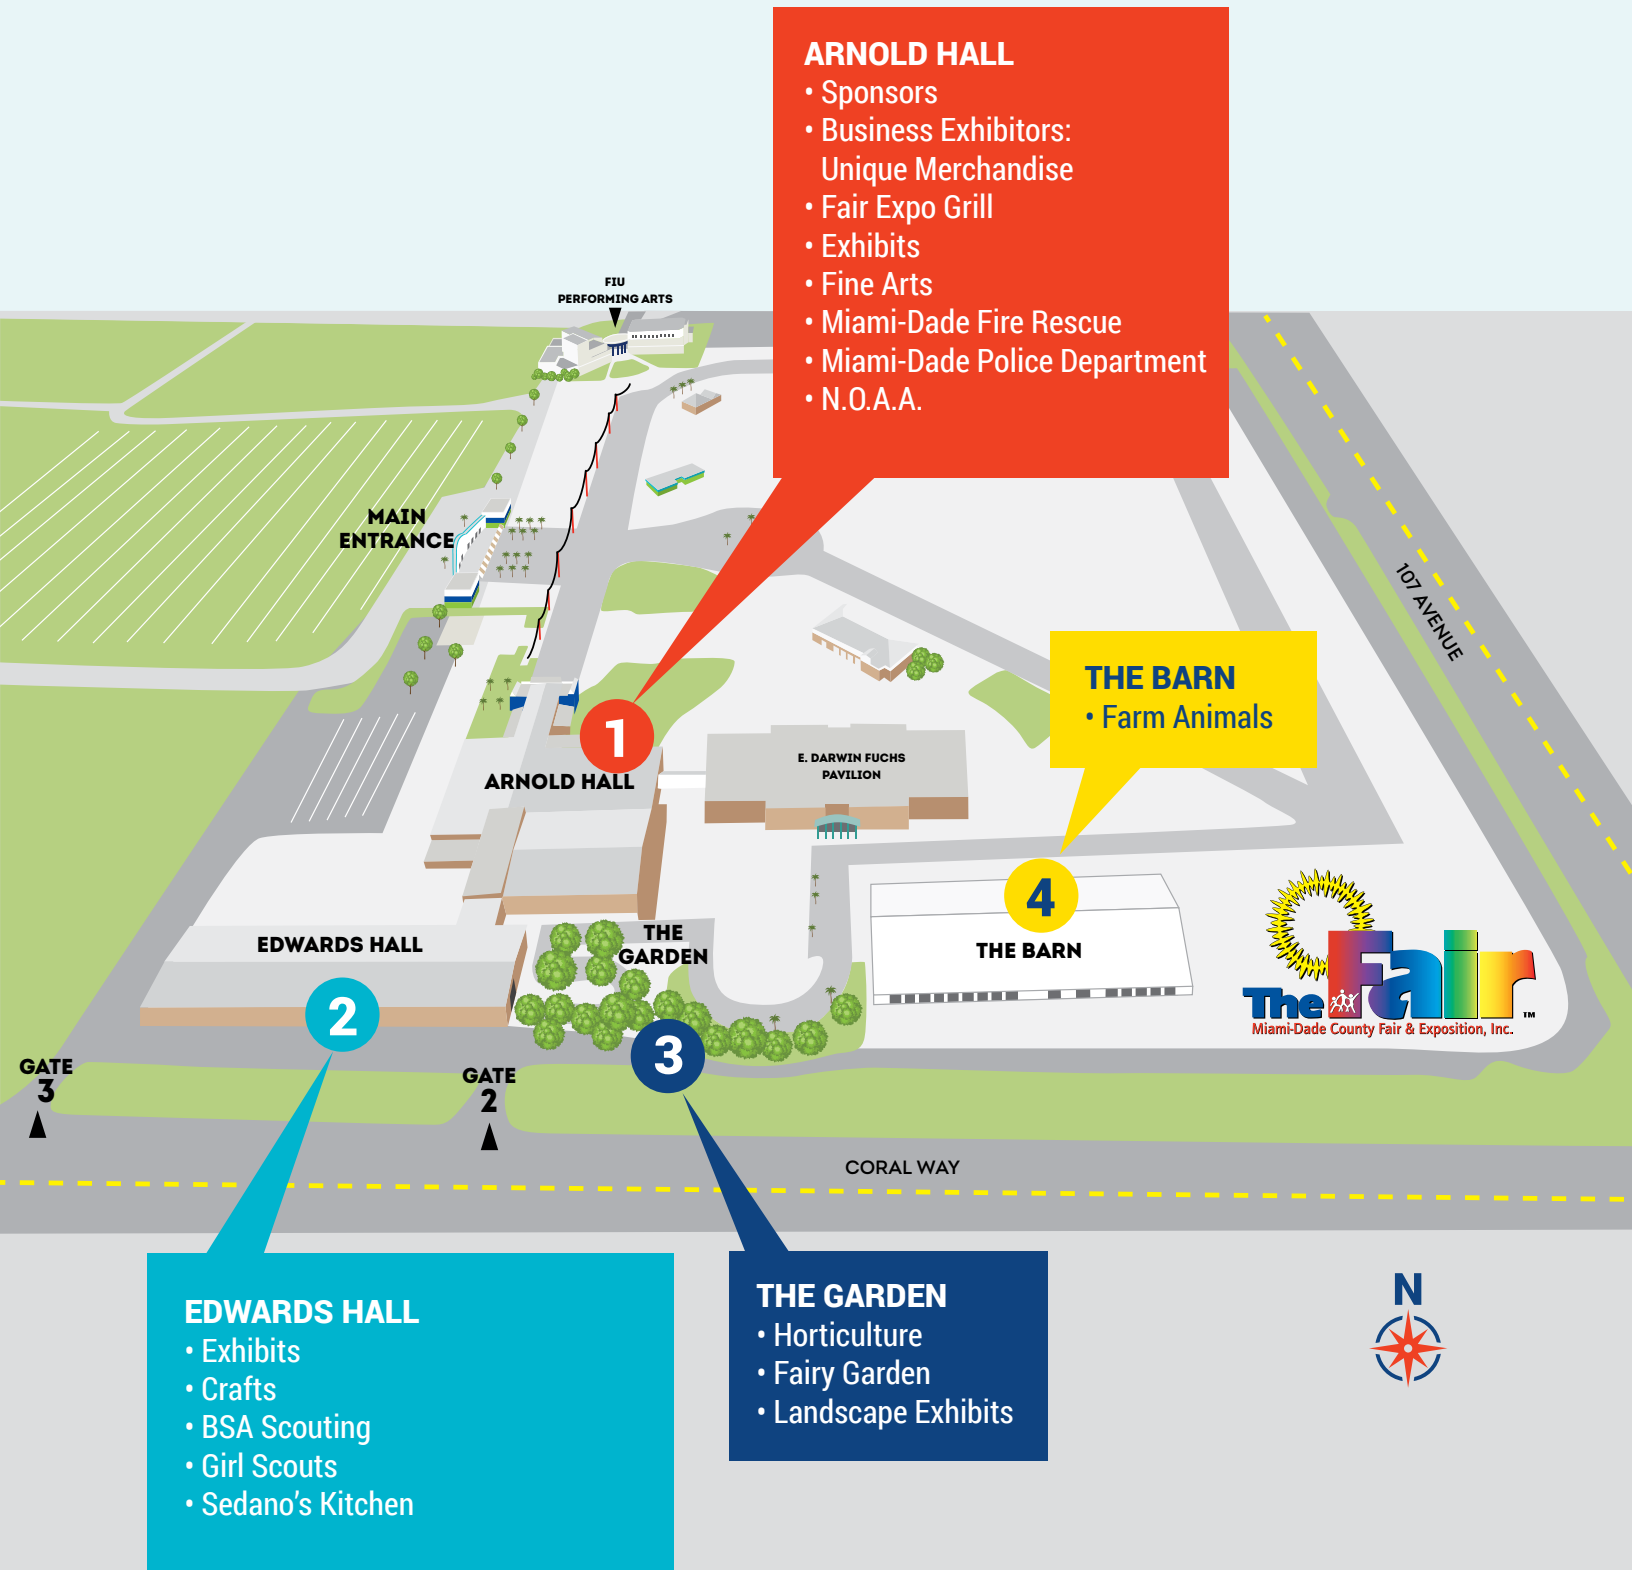 ARNOLD HALL
• Sponsors
• Business Exhibitors:
Unique Merchandise
• Fair Expo Grill
• Exhibits
• Fine Arts
• Miami-Dade Fire Rescue
• Miami-Dade Police Department
• N.O.A.A.
FIU
PERFORMING ARTS
MAIN
ENTRANCE
107 AVENUE
THE BARN
• Farm Animals
1
ARNOLD HALL
E. DARWIN FUCHS
PAVILION
4
THE BARN
THE
GARDEN
EDWARDS HALL
2
3
The Fair
™
Miami-Dade County Fair & Exposition, Inc.
GATE
3
GATE
2
CORAL WAY
EDWARDS HALL
• Exhibits
• Crafts
• BSA Scouting
• Girl Scouts
• Sedano's Kitchen
THE GARDEN
• Horticulture
• Fairy Garden
• Landscape Exhibits
N